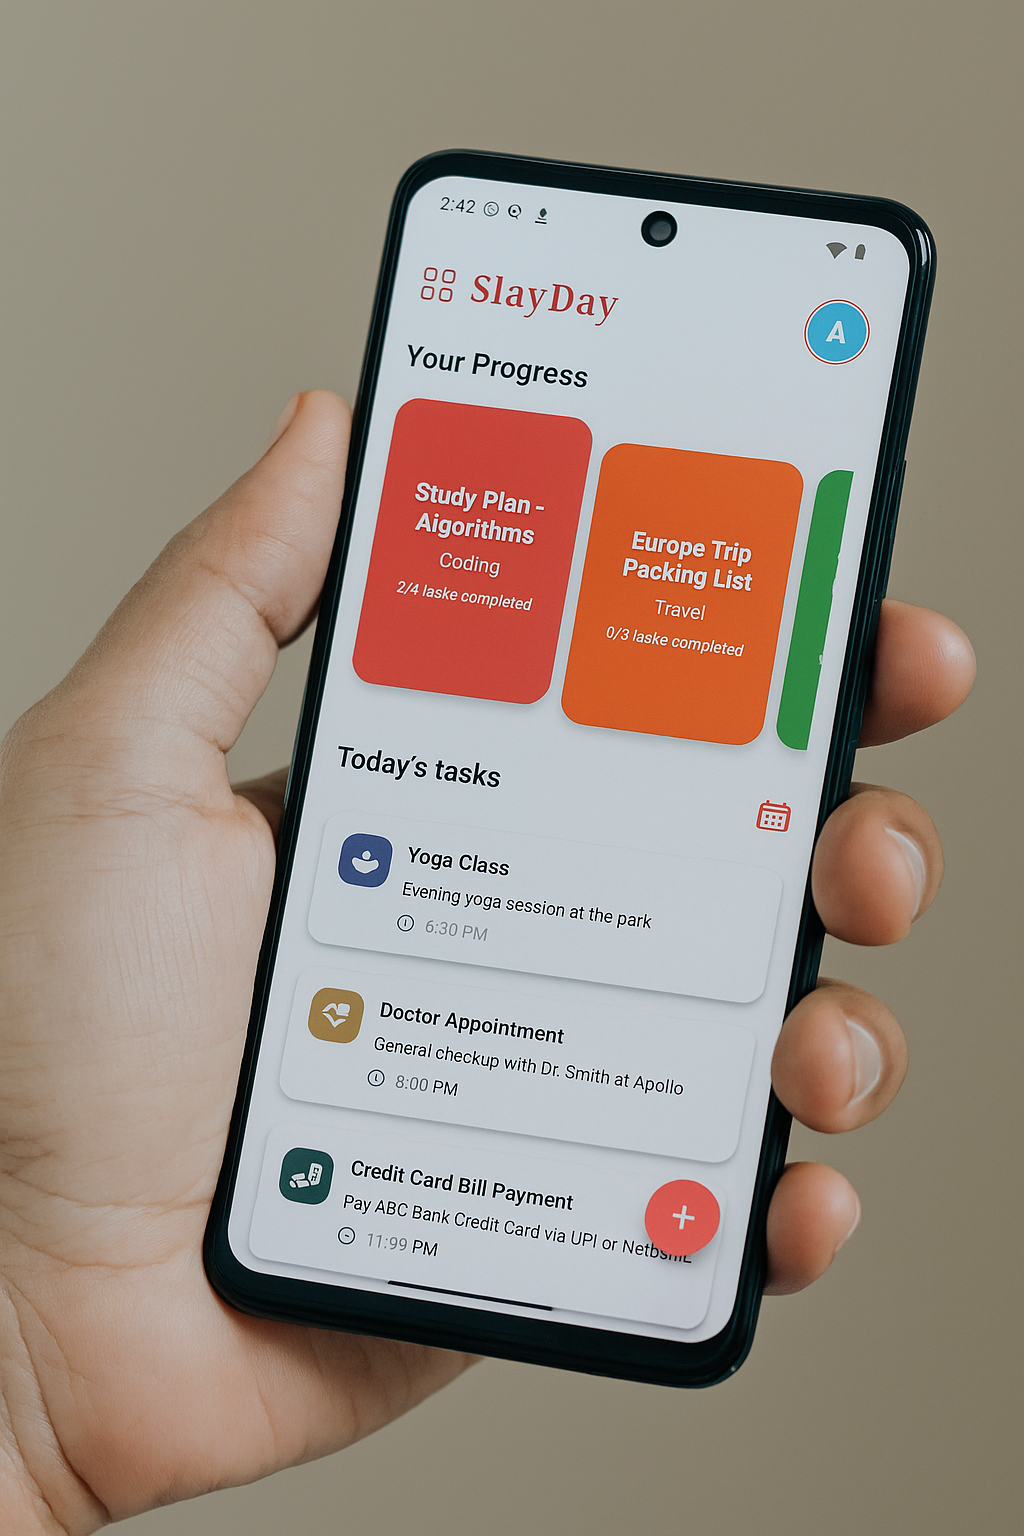 2:42
SlayDay
A
Your Progress
Study Plan -
Aigorithms
Coding
2/4 laske completed
Europe Trip
Packing List
Travel
0/3 laske completed
Today's tasks
Yoga Class
Evening yoga session at the park
6:30 PM
Doctor Appointment
General checkup with Dr. Smith at Apollo
8:00 PM
Credit Card Bill Payment
Pay ABC Bank Credit Card via UPI or
11:99 PM